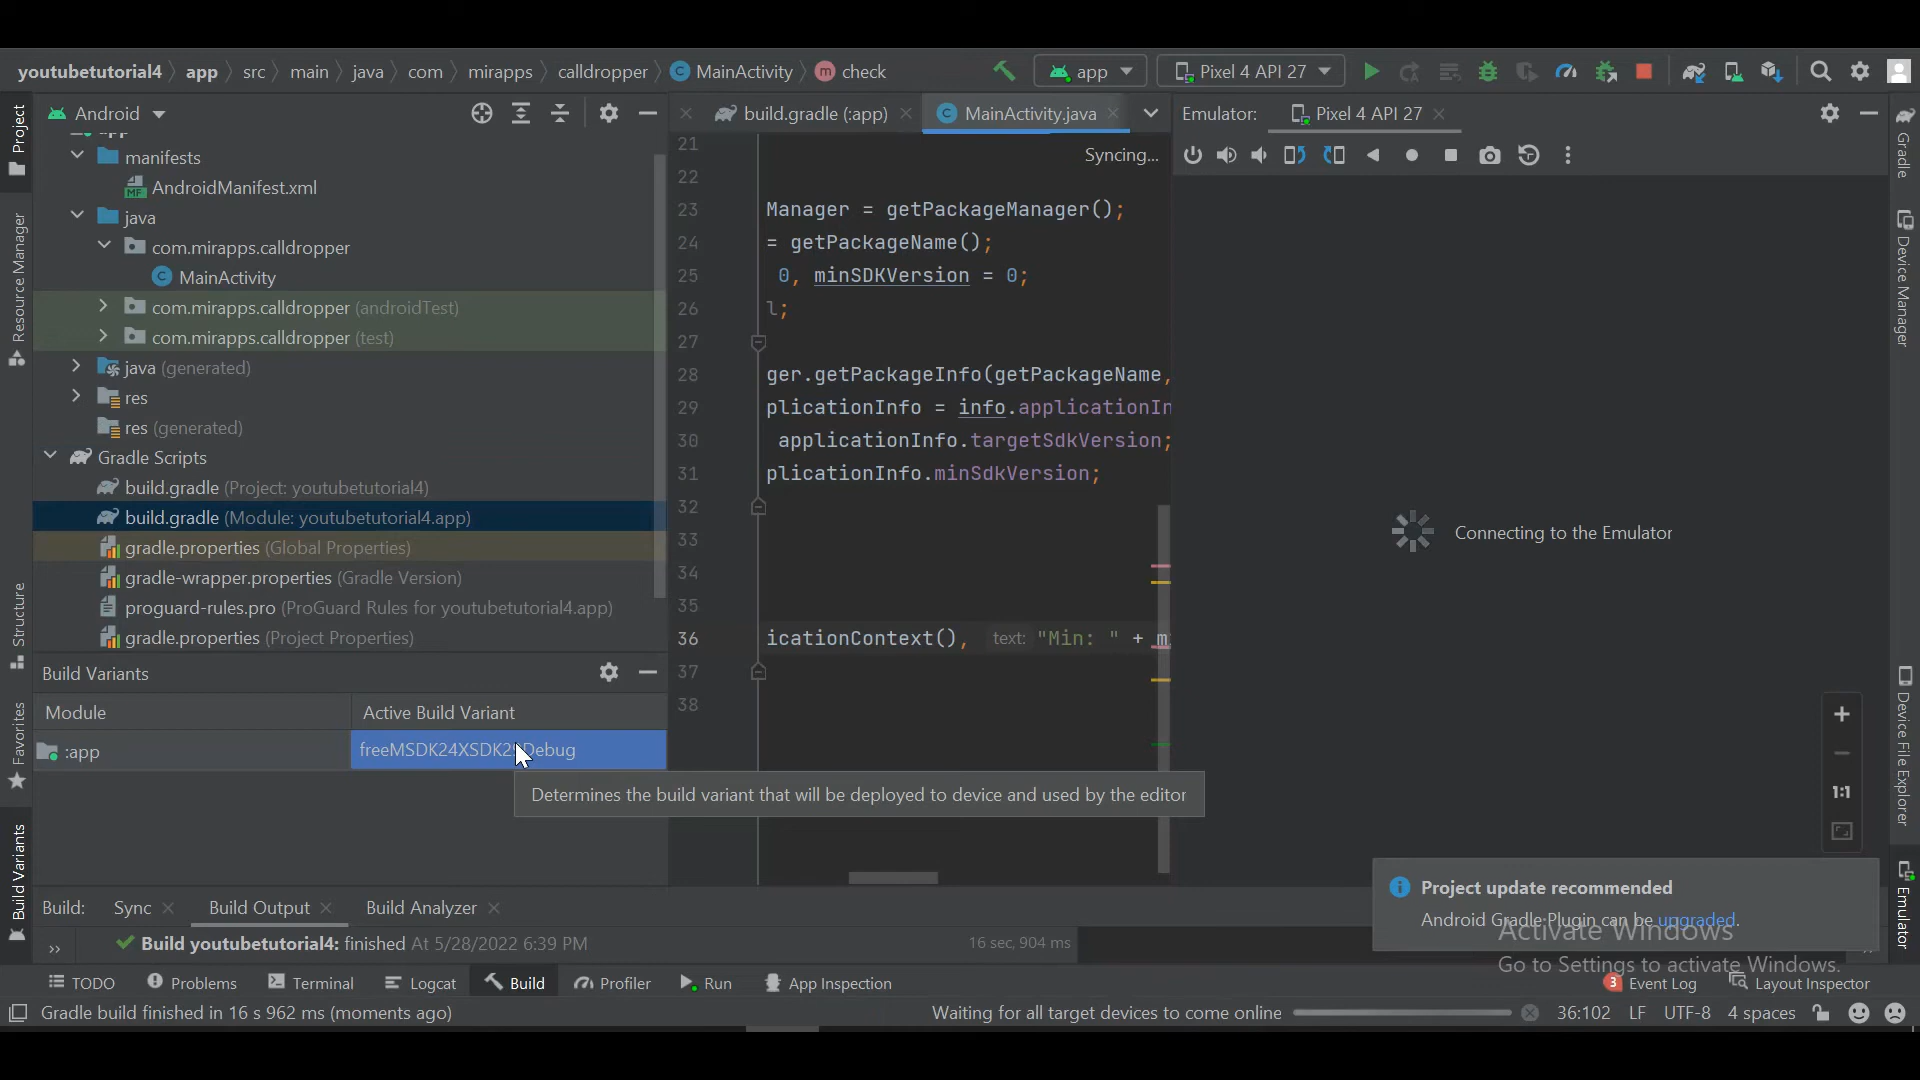 youtubetutorial4 app src main java com mirapps calldropper MainActivity check app Pixel 4 API 27
Project
Android
build.gradle (:app) MainActivity.java
Emulator: Pixel 4 API 27
Gradle
manifests
AndroidManifest.xml
java
com.mirapps.calldropper
MainActivity
com.mirapps.calldropper (androidTest)
com.mirapps.calldropper (test)
java (generated)
res
res (generated)
Gradle Scripts
build.gradle (Project: youtubetutorial4)
build.gradle (Module: youtubetutorial4.app)
gradle.properties (Global Properties)
gradle-wrapper.properties (Gradle Version)
proguard-rules.pro (ProGuard Rules for youtubetutorial4.app)
gradle.properties (Project Properties)
Resource Manager
Structure
Favorites
Build Variants
Syncing...
21
22
23 Manager = getPackageManager();
24 = getPackageName();
25 0, minSDKVersion = 0;
26 l;
27
28 ger.getPackageInfo(getPackageName,
29 plicationInfo = info.applicationIn
30 applicationInfo.targetSdkVersion;
31 plicationInfo.minSdkVersion;
32
33
34
35
36 icationContext(), text: "Min: " + m
37
38
Connecting to the Emulator
1:1
Device Manager
Device File Explorer
Emulator
Build Variants
Module Active Build Variant
:app
Determines the build variant that will be deployed to device and used by the editor
Project update recommended
Android Gradle Plugin can be upgraded.
Activate Windows
Go to Settings to activate Windows.
Build: Sync Build Output Build Analyzer
Build youtubetutorial4: finished At 5/28/2022 6:39 PM 16 sec, 904 ms
TODO Problems Terminal Logcat Build Profiler Run App Inspection 3 Event Log Layout Inspector
Gradle build finished in 16 s 962 ms (moments ago) Waiting for all target devices to come online 36:102 LF UTF-8 4 spaces